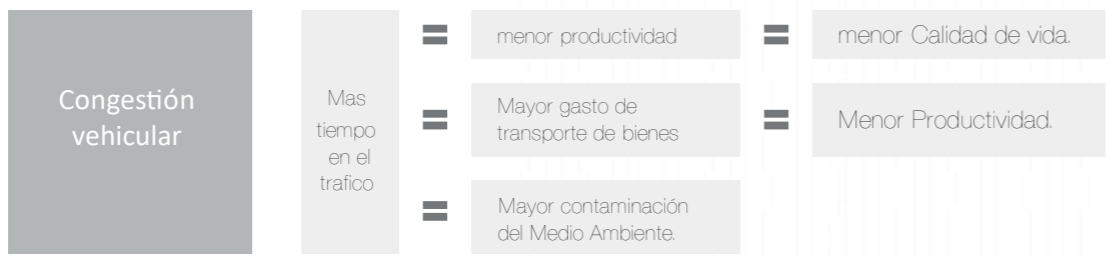 Congestión
vehicular
Mas
tiempo
en el
trafico
= menor productividad = menor Calidad de vida.
= Mayor gasto de
transporte de bienes
= Menor Productividad.
= Mayor contaminación
del Medio Ambiente.